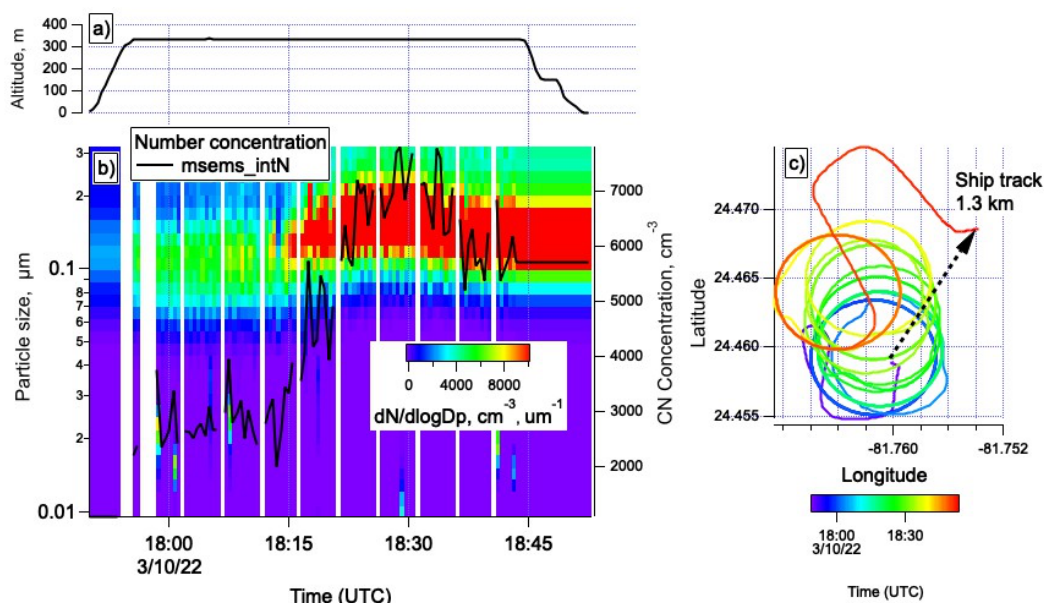 a)
Altitude, m
400
300
200
100
0
b)
Number concentration
msems_intN
Particle size, µm
3
2
0.1
8
7
6
5
4
3
2
0.01
7000
6000
5000
4000
3000
2000
CN Concentration, cm⁻³
0 4000 8000
dN/dlogDp, cm⁻³, um⁻¹
18:00 18:15 18:30 18:45
3/10/22
Time (UTC)
c)
Ship track
1.3 km
Latitude
24.470
24.465
24.460
24.455
-81.760 -81.752
Longitude
18:00 18:30
3/10/22
Time (UTC)